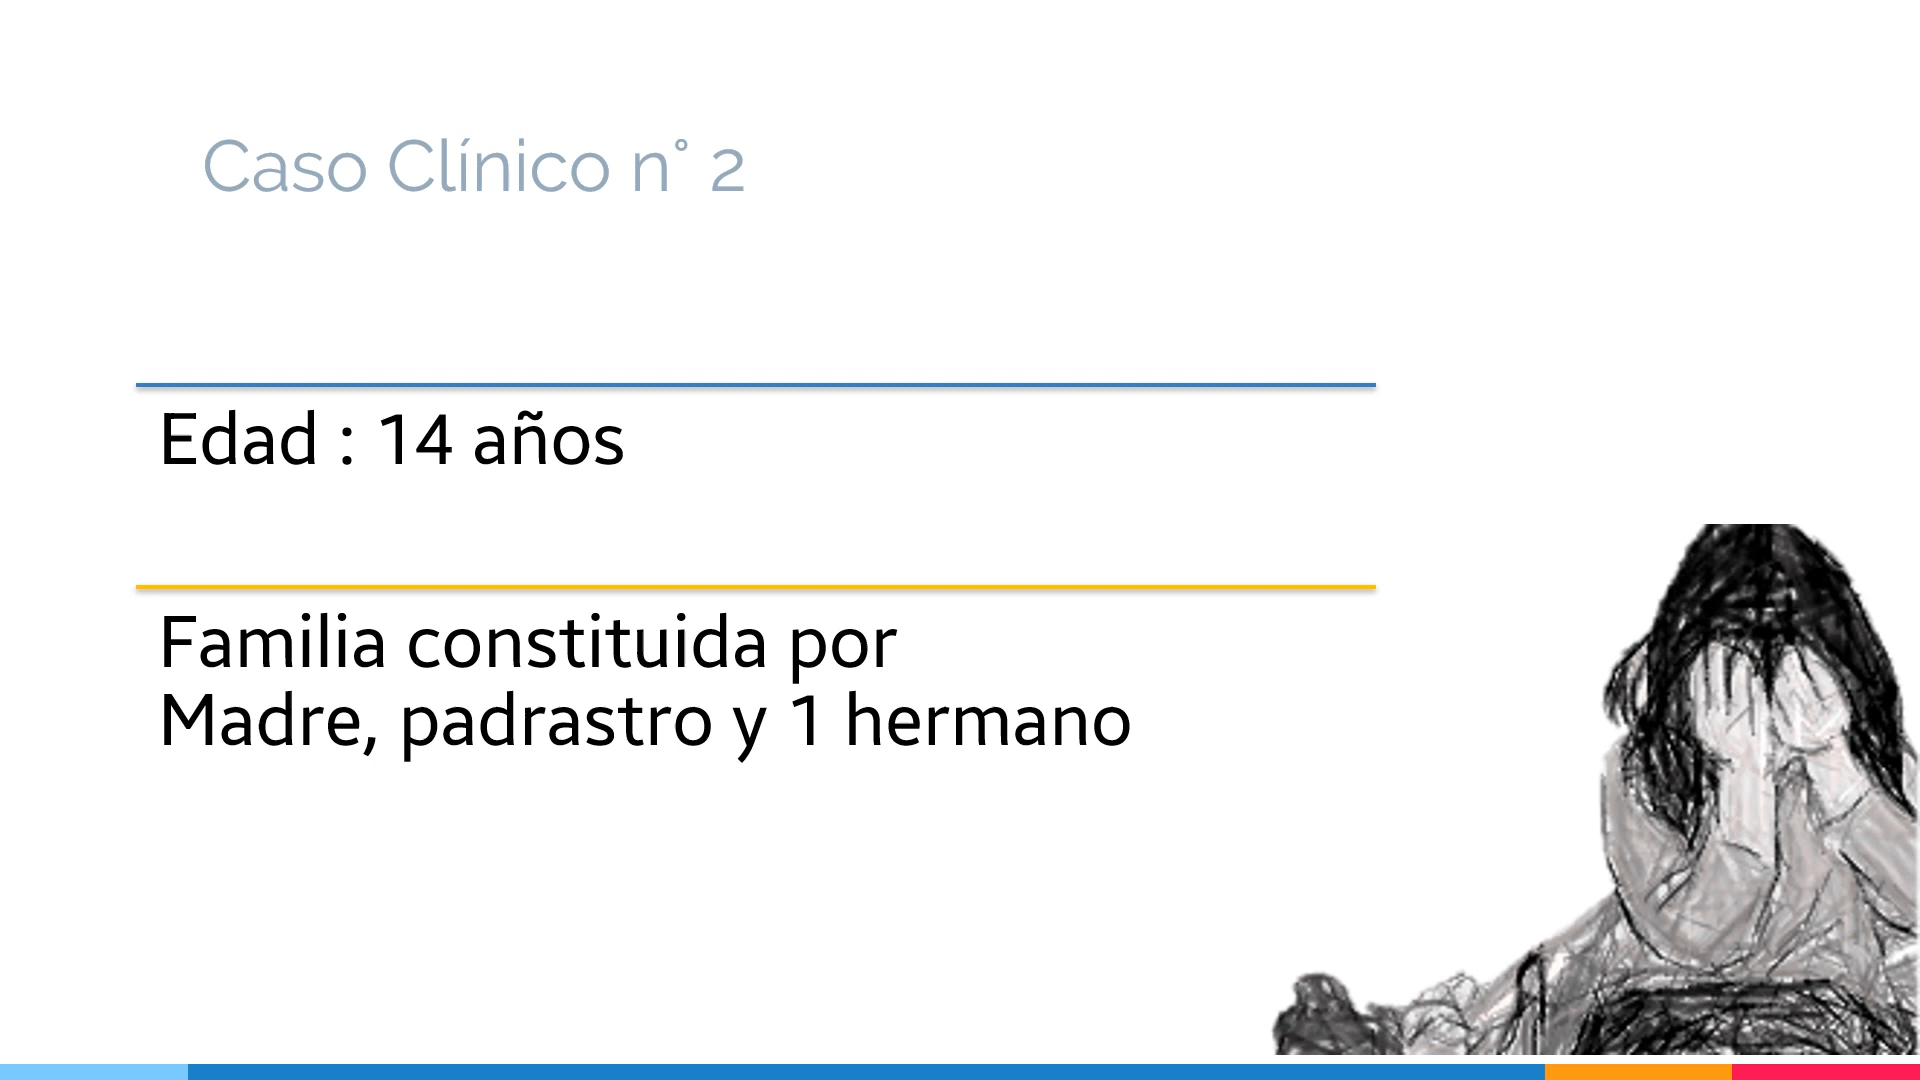 Caso Clínico n° 2
Edad : 14 años
Familia constituida por
Madre, padrastro y 1 hermano